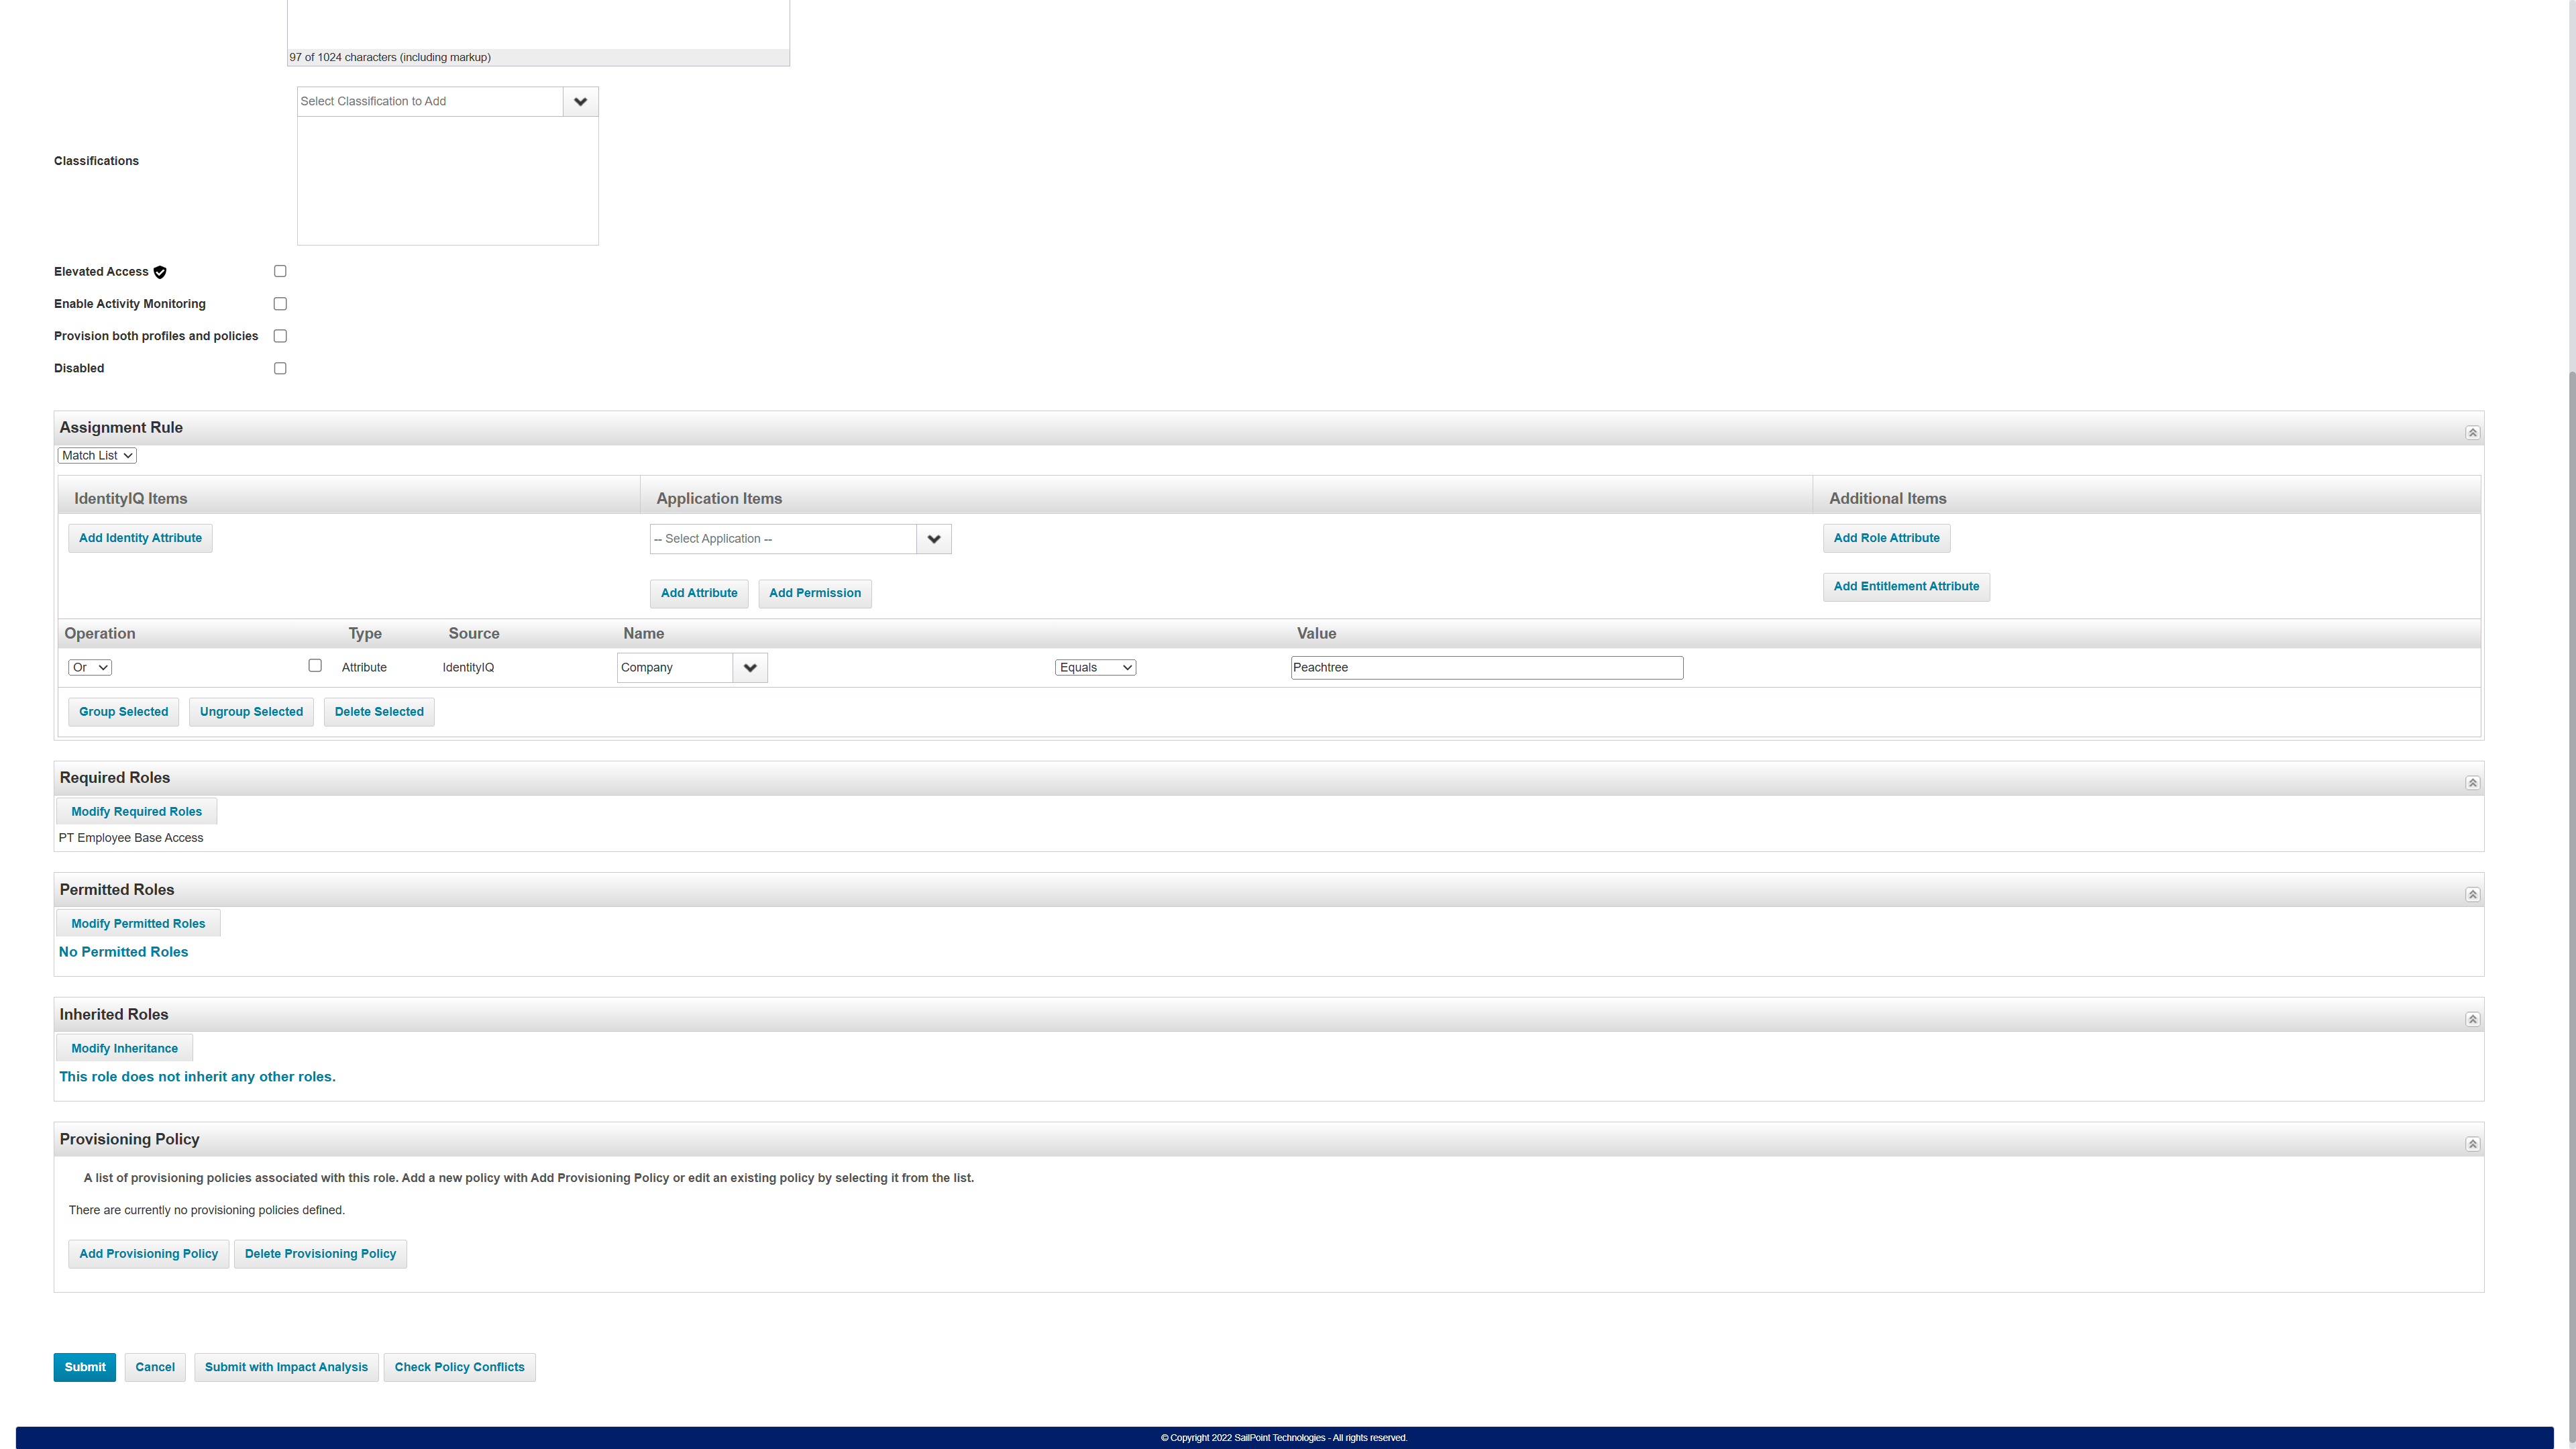 97 of 1024 characters (including markup)
Select Classification to Add
Classifications
Elevated Access
Enable Activity Monitoring
Provision both profiles and policies
Disabled
Assignment Rule
Match List
IdentityIQ Items Application Items Additional Items
Add Identity Attribute -- Select Application -- Add Role Attribute
Add Attribute Add Permission Add Entitlement Attribute
Operation Type Source Name Value
Or Attribute IdentityIQ Company Equals Peachtree
Group Selected Ungroup Selected Delete Selected
Required Roles
Modify Required Roles
PT Employee Base Access
Permitted Roles
Modify Permitted Roles
No Permitted Roles
Inherited Roles
Modify Inheritance
This role does not inherit any other roles.
Provisioning Policy
A list of provisioning policies associated with this role. Add a new policy with Add Provisioning Policy or edit an existing policy by selecting it from the list.
There are currently no provisioning policies defined.
Add Provisioning Policy Delete Provisioning Policy
Submit Cancel Submit with Impact Analysis Check Policy Conflicts
© Copyright 2022 SailPoint Technologies - All rights reserved.